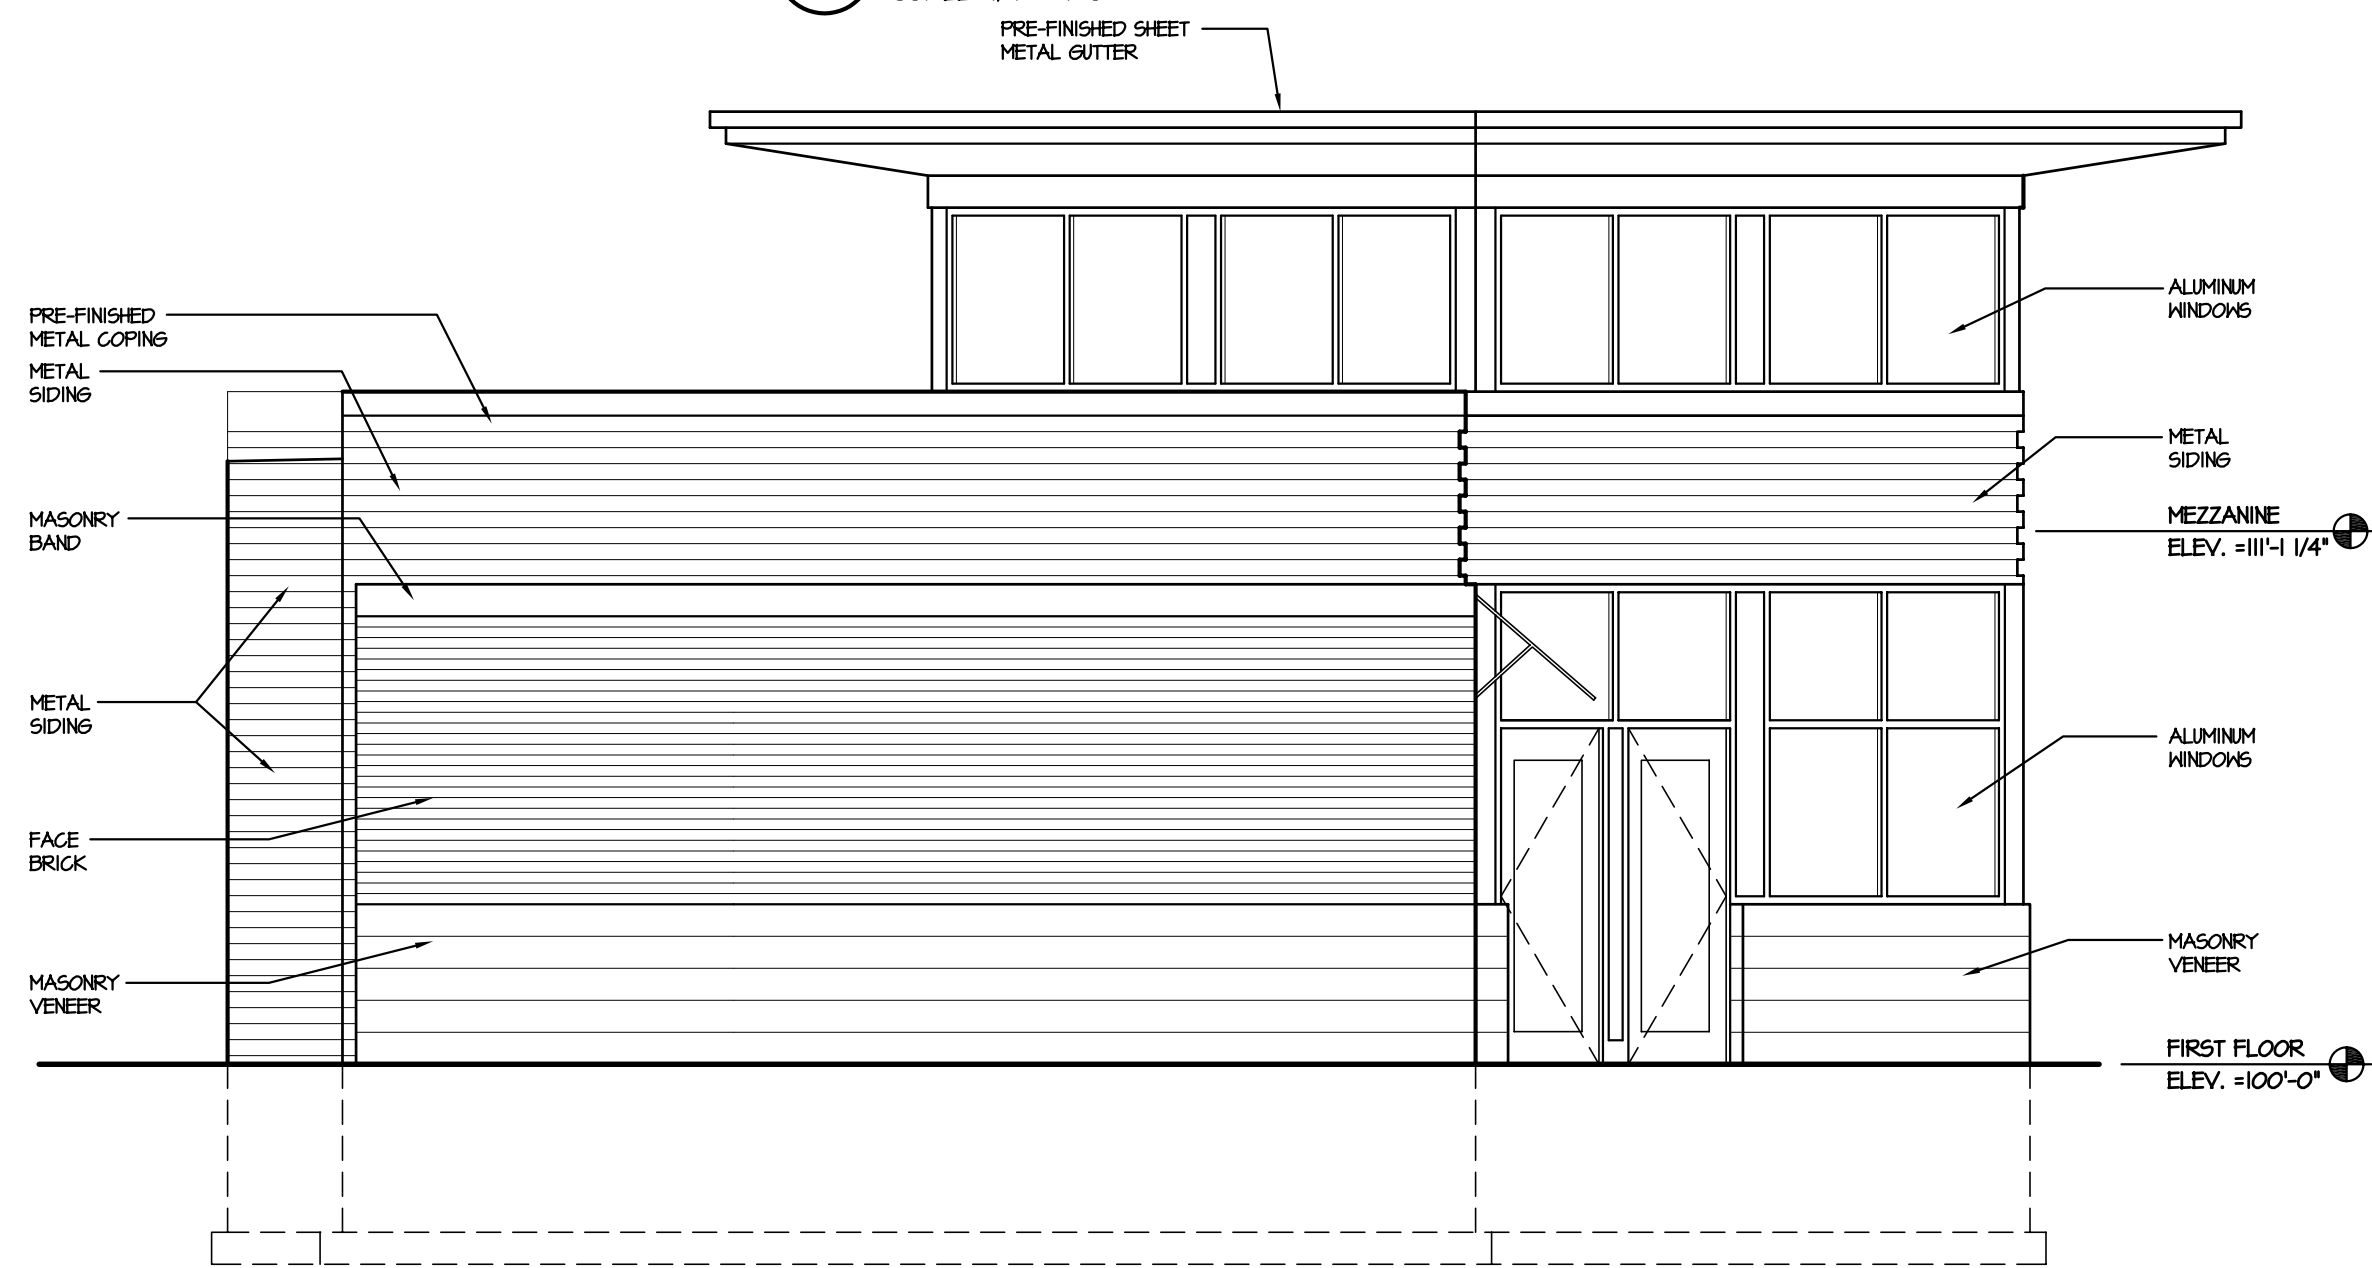 PRE-FINISHED SHEET
METAL GUTTER
PRE-FINISHED
METAL COPING
METAL
SIDING
MASONRY
BAND
METAL
SIDING
FACE
BRICK
MASONRY
VENEER
ALUMINUM
WINDOWS
METAL
SIDING
MEZZANINE
ELEV. =111'-1 1/4"
ALUMINUM
WINDOWS
MASONRY
VENEER
FIRST FLOOR
ELEV. =100'-0"